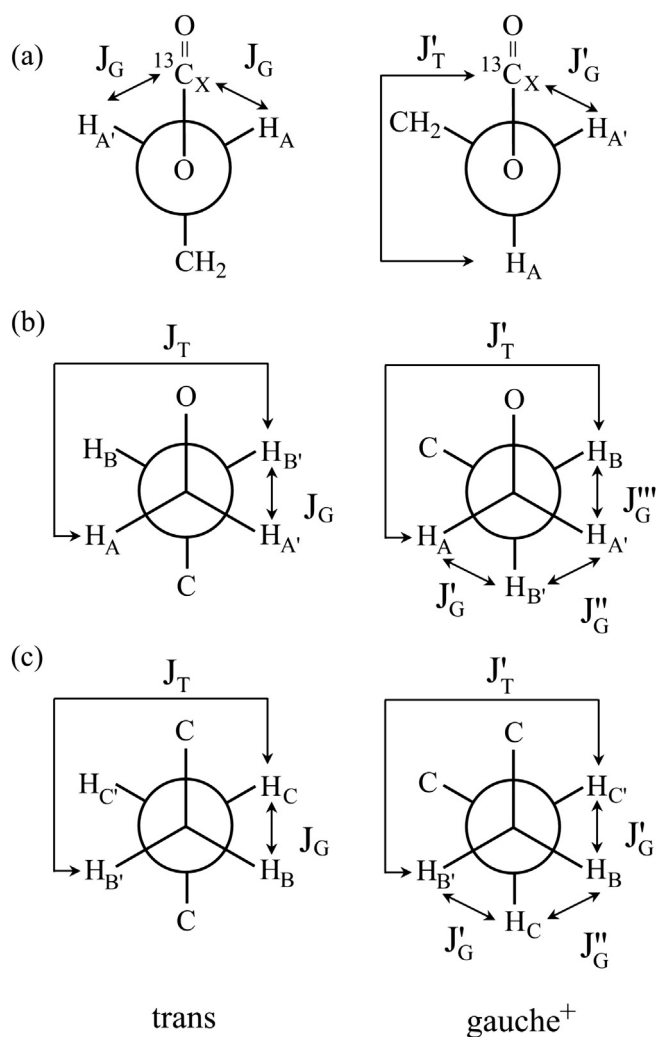 (a)
O
J_G ¹³C_X J_G
H_A' H_A
O
CH₂
O
J'_T ¹³C_X J'_G
CH₂ H_A'
O
H_A
(b)
J_T
O
H_B H_B'
J_G
H_A H_A'
C
J'_T
O
C H_B
J'''_G
H_A H_A'
J'_G H_B' J''_G
(c)
J_T
C
H_C' H_C
J_G
H_B' H_B
C
J'_T
C
C H_C'
J'_G
H_B' H_B
J'_G H_C J''_G
trans gauche⁺